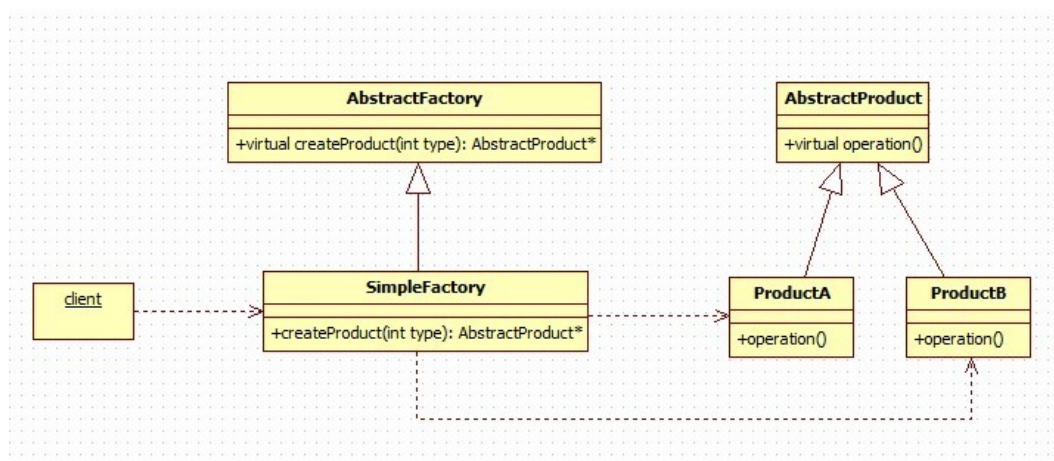 AbstractFactory
+virtual createProduct(int type): AbstractProduct*
AbstractProduct
+virtual operation()
client
SimpleFactory
+createProduct(int type): AbstractProduct*
ProductA
+operation()
ProductB
+operation()